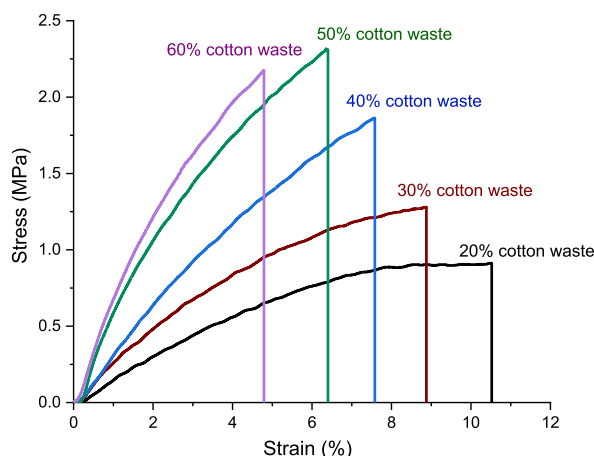 2.5
2.0
1.5
1.0
0.5
0.0
Stress (MPa)
60% cotton waste
50% cotton waste
40% cotton waste
30% cotton waste
20% cotton waste
0 2 4 6 8 10 12
Strain (%)